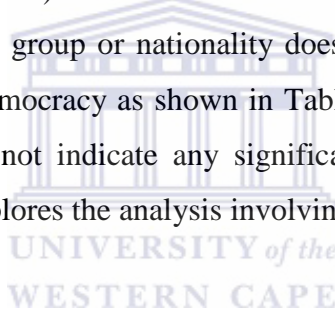 group or nationality does
mocracy as shown in Tabl
not indicate any significa
plores the analysis involvin
UNIVERSITY of the
WESTERN CAPE